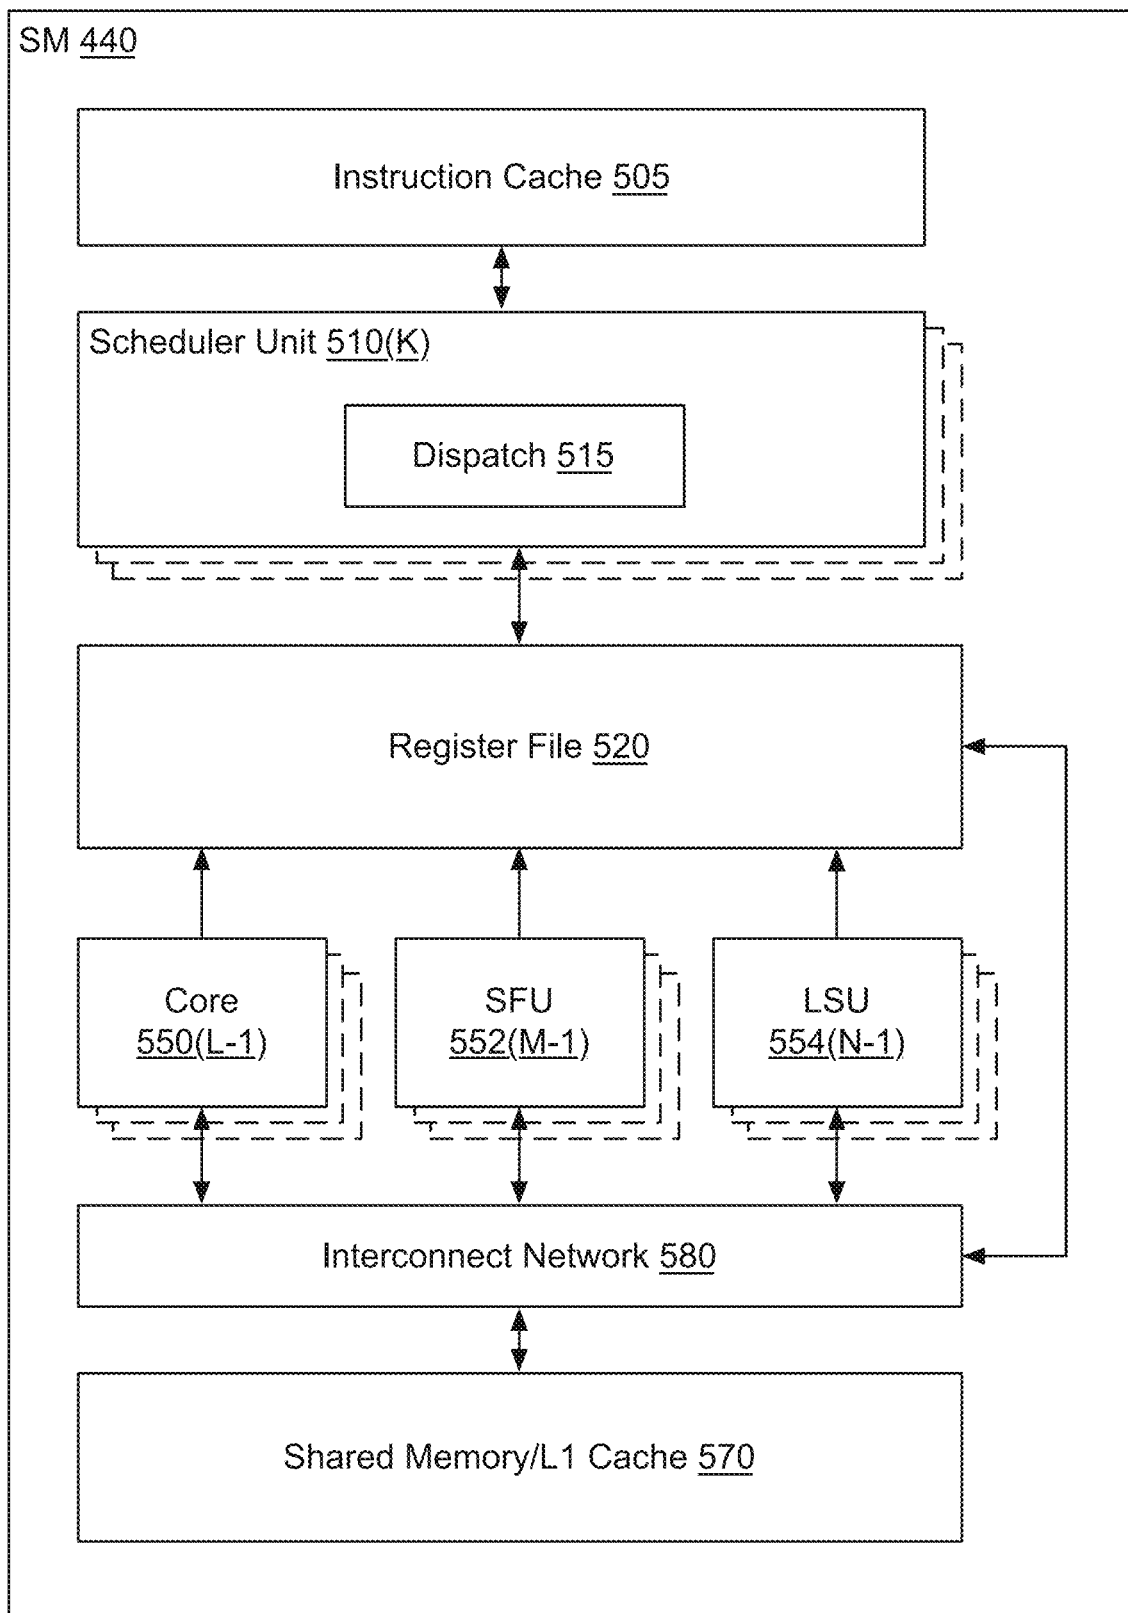 SM 440
Instruction Cache 505
Scheduler Unit 510(K)
Dispatch 515
Register File 520
Core
550(L-1)
SFU
552(M-1)
LSU
554(N-1)
Interconnect Network 580
Shared Memory/L1 Cache 570